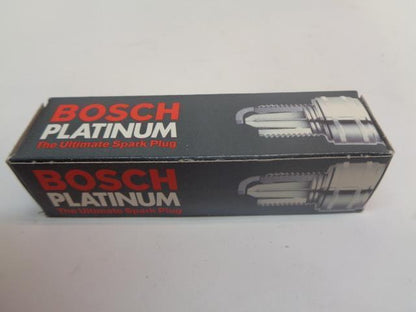 BOSCH
PLATINUM
The Ultimate Spark Plug
BOSCH
PLATINUM
The Ultimate Spark Plug